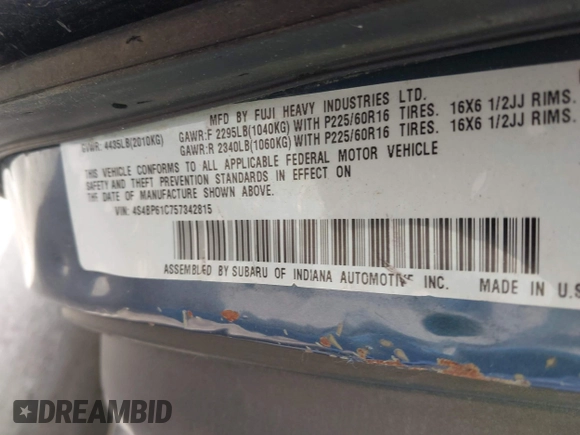 MFD BY FUJI HEAVY INDUSTRIES LTD.
GVWR: 4435LB(2010KG) GAWR:F 2295LB(1040KG)WITH P225/60R16 TIRES. 16X6 1/2JJ RIMS.
GAWR:R 2340LB(1060KG)WITH P225/60R16 TIRES. 16X6 1/2JJ RIMS.
THIS VEHICLE CONFORMS TO ALL APPLICABLE FEDERAL MOTOR VEHICLE
SAFETY AND THEFT PREVENTION STANDARDS IN EFFECT ON
THE DATE OF MANUFACTURE SHOWN ABOVE.
VIN: 4S4BP61C757342815
ASSEMBLED BY SUBARU OF INDIANA AUTOMOTIVE INC. MADE IN U.S
DREAMBID